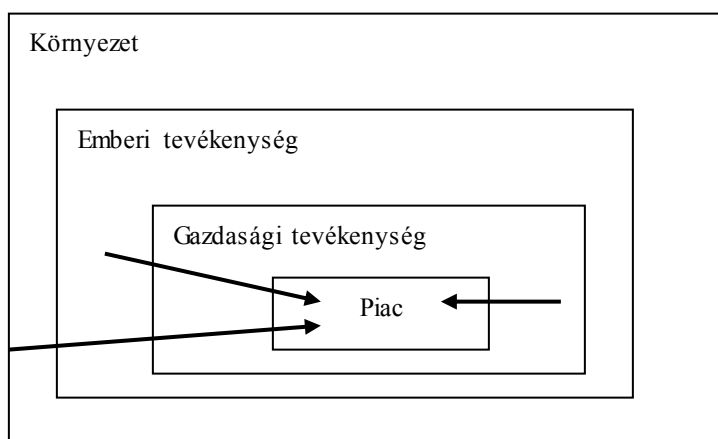 Környezet
Emberi tevékenység
Gazdasági tevékenység
Piac